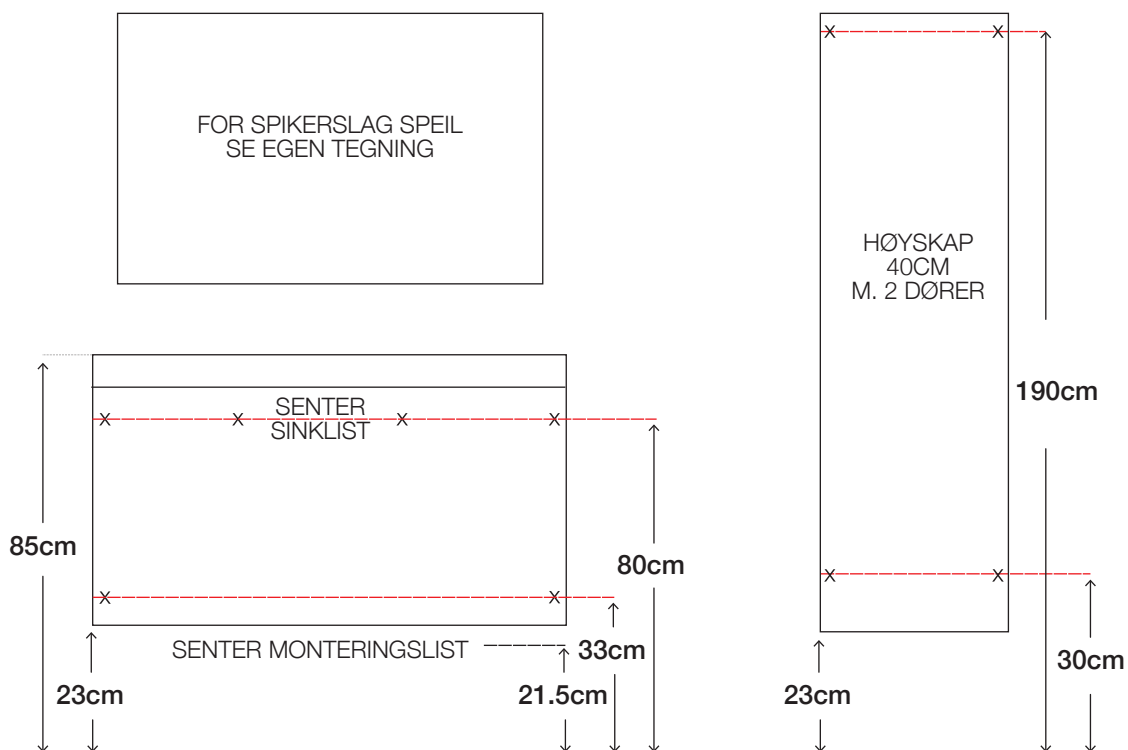 FOR SPIKERSLAG SPEIL
SE EGEN TEGNING
HØYSKAP
40CM
M. 2 DØRER
190cm
SENTER
SINKLIST
85cm
80cm
SENTER MONTERINGSLIST
33cm
30cm
23cm
21.5cm
23cm